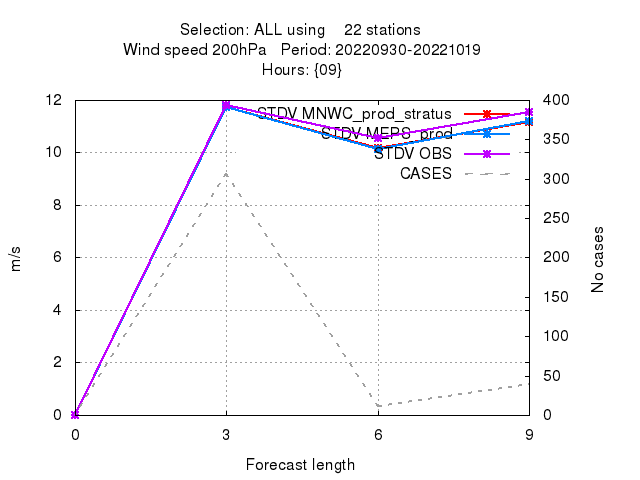 Selection: ALL using 22 stations
Wind speed 200hPa Period: 20220930-20221019
Hours: {09}
12 400
STDV MNWC_prod_stratus
350
STDV MEPS_prod
10
STDV OBS
300
CASES
8
250
6 200
m/s
No cases
150
4
100
2
50
0 0
0 3 6 9
Forecast length